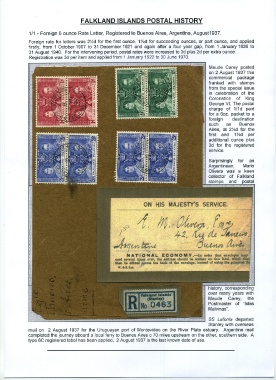 FALKLAND ISLANDS POSTAL HISTORY
1/1 - Foreign 6 ounce Rate Letter, Registered to Buenos Aires, Argentina, August 1937.
Foreign rate for letters was 2½d for the first ounce, 1½d for succeeding ounces, or part ounce, and applied
firstly, from 1 October 1907 to 31 December 1921 and again after a four year gap, from 1 January 1926 to
31 August 1940. For the intervening period, postal rates were increased to 3d plus 2d per extra ounce.
Registration was 3d per item and applied from 1 January 1920 to 30 June 1970.
Maude Carey posted
on 2 August 1937 this
commercial package
franked with stamps
from the special issue
in celebration of the
Coronation of King
George VI. The postal
charge of 1/1d paid
for a 6oz. packet to a
foreign destination
such as Buenos
Aires, at 2½d for the
first and 1½d per
additional ounce plus
3d for the registered
service.
Surprisingly for an
Argentinean, Mario
Olivera was a keen
collector of Falkland
stamps and postal
ON HIS MAJESTY'S SERVICE.
Buenos Aires
Argentina
NATIONAL ECONOMY.
R
No 0463
history, corresponding
over many years with
Maude Carey, the
Postmaster of "Islas
Malvinas".
SS Lafonia departed
Stanley with overseas
mail on 2 August 1937 for the Uruguayan port of Montevideo on the River Plate estuary. Argentine mail
completed the journey aboard a local ferry to Buenos Aires c.70 miles upstream on the other, southern side. A
type 6C registered label has been applied, 2 August 1937 is the last known date of use.